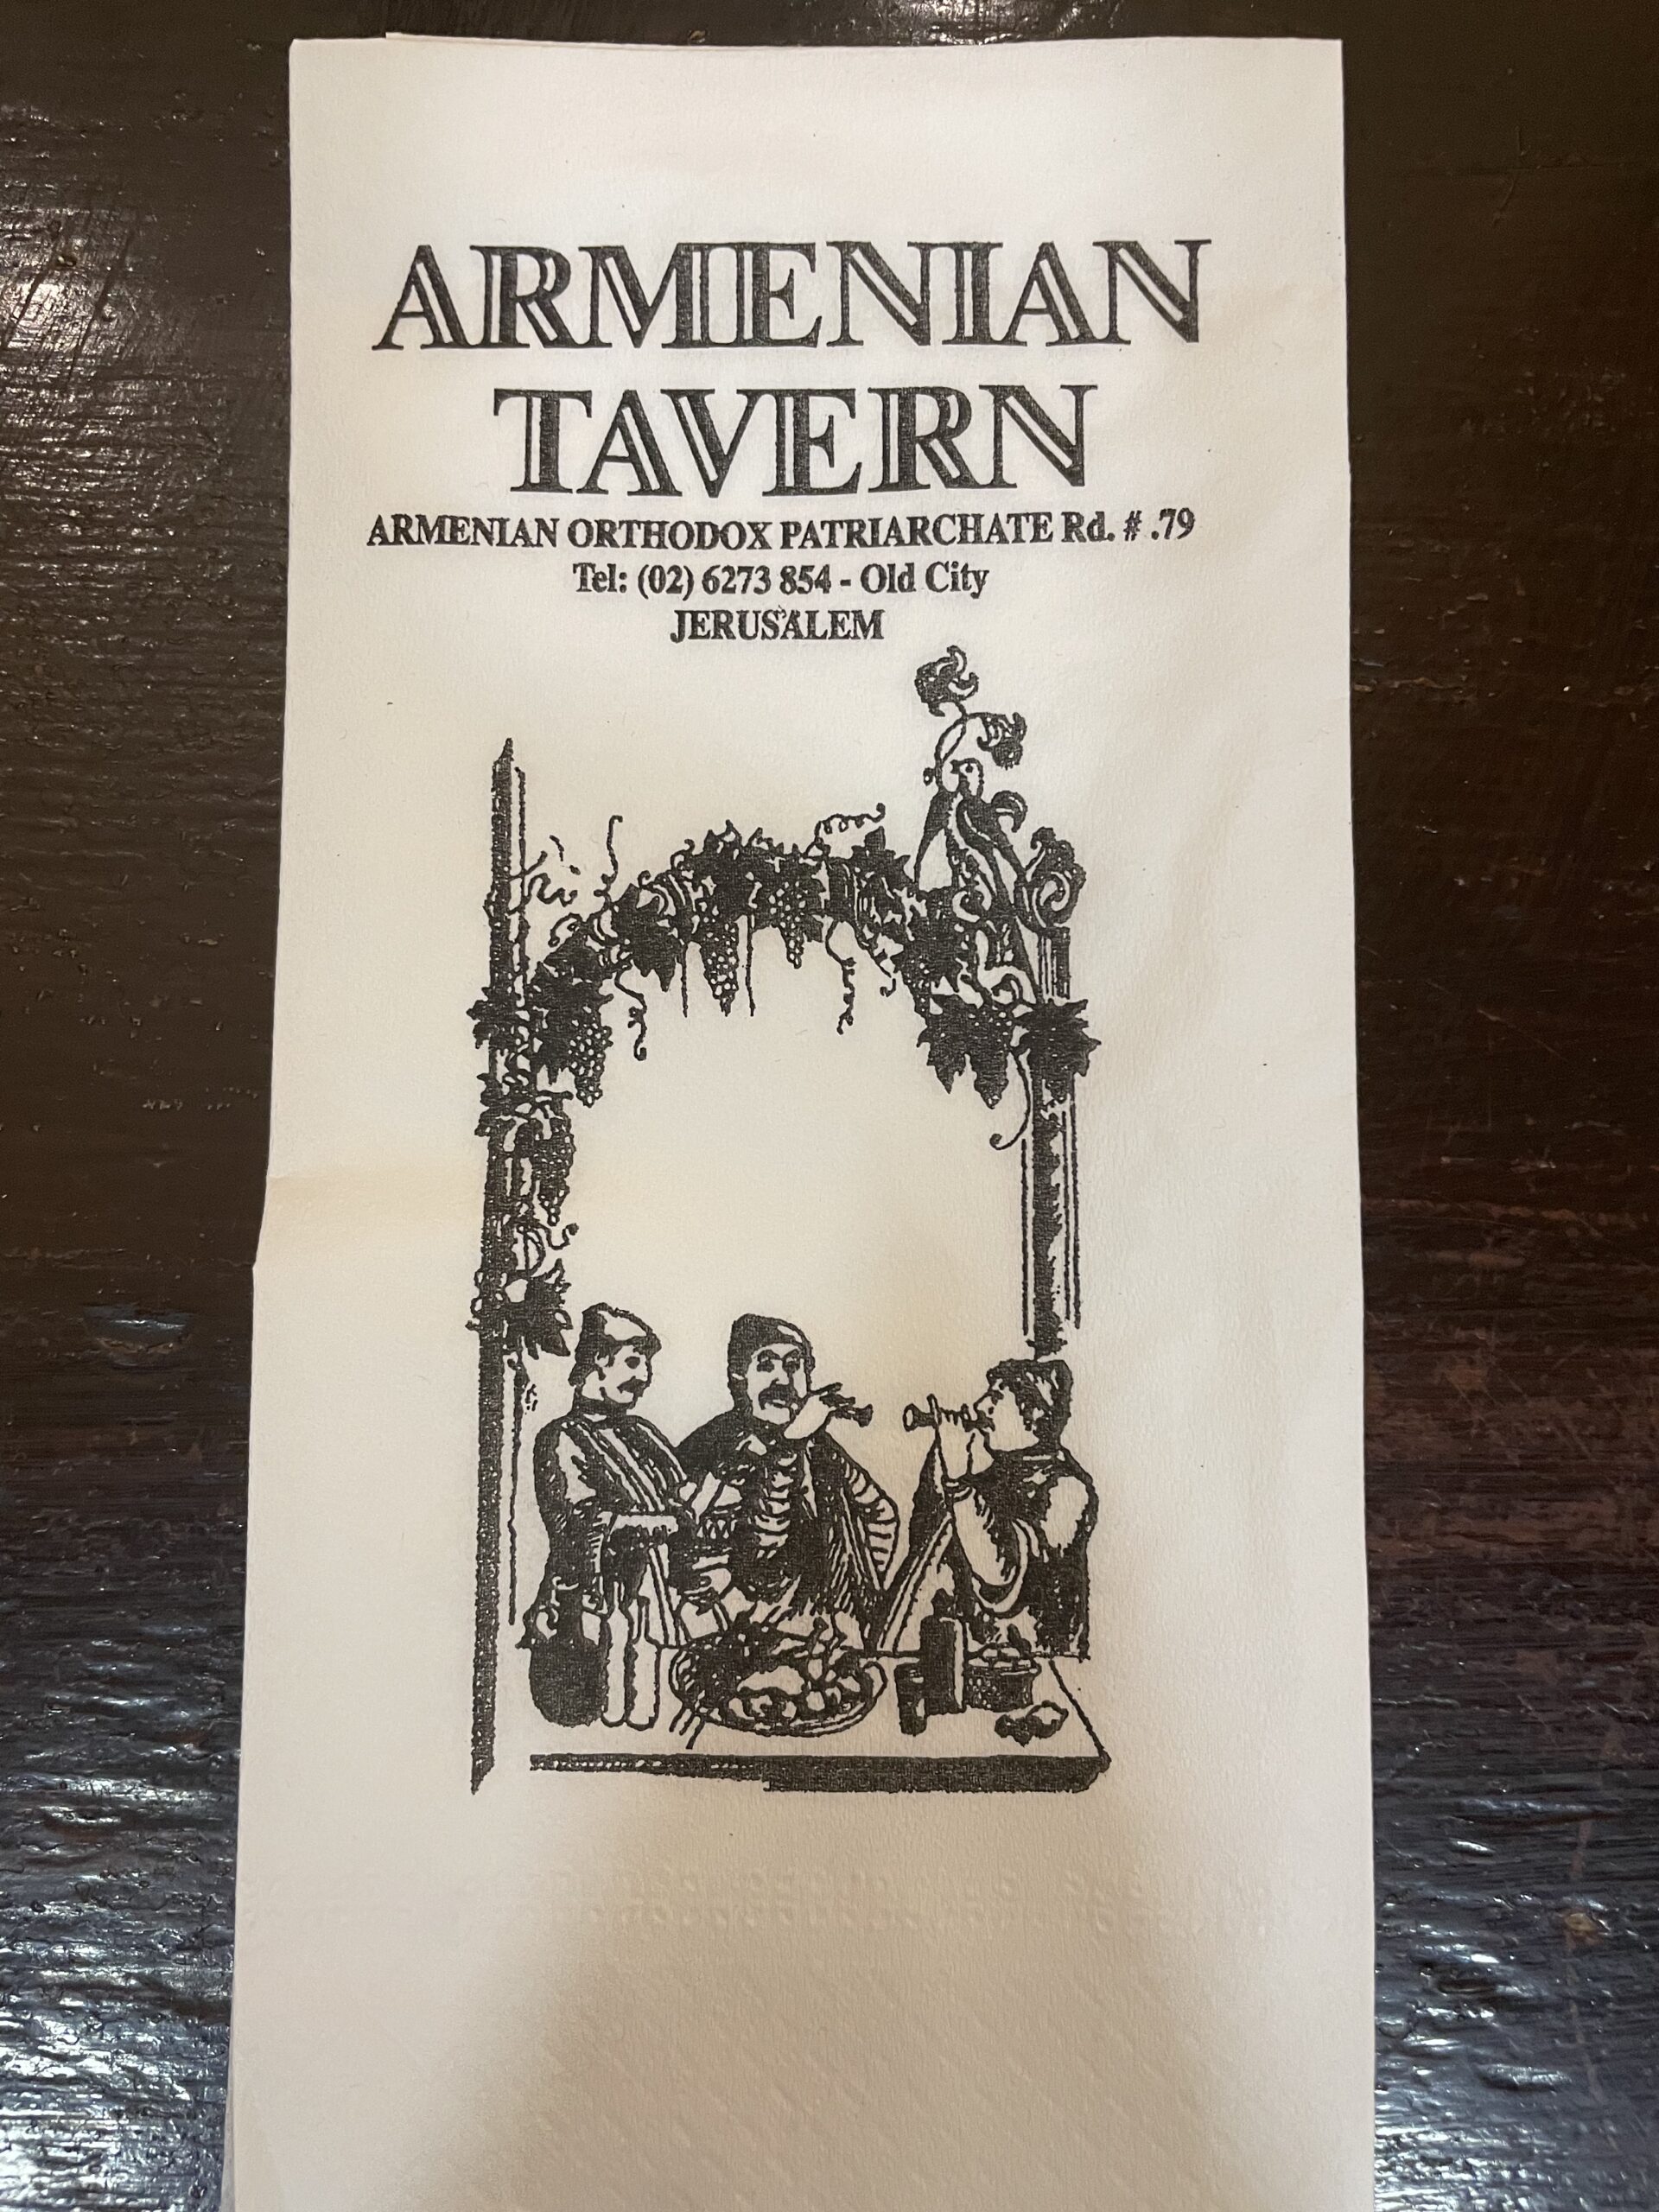 ARMENIAN
TAVERN
ARMENIAN ORTHODOX PATRIARCHATE Rd. # .79
Tel: (02) 6273 854 - Old City
JERUSALEM